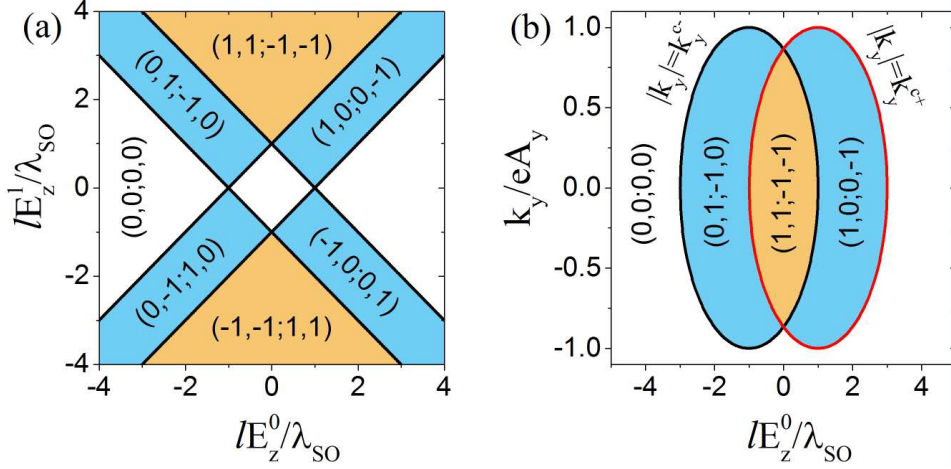 (a)
(1,1;-1,-1)
(0,1;-1,0)
(1,0;0,-1)
(0,0;0,0)
(0,-1;1,0)
(-1,0;0,1)
(-1,-1;1,1)
4
2
0
-2
-4
-4 -2 0 2 4
lE_z^1/λ_SO
lE_z^0/λ_SO
(b)
|k_y|=k_y^{c-}
|k_y|=k_y^{c+}
(0,0;0,0)
(0,1;-1,0)
(1,1;-1,-1)
(1,0;0,-1)
1.0
0.5
0.0
-0.5
-1.0
-4 -2 0 2 4
k_y/eA_y
lE_z^0/λ_SO